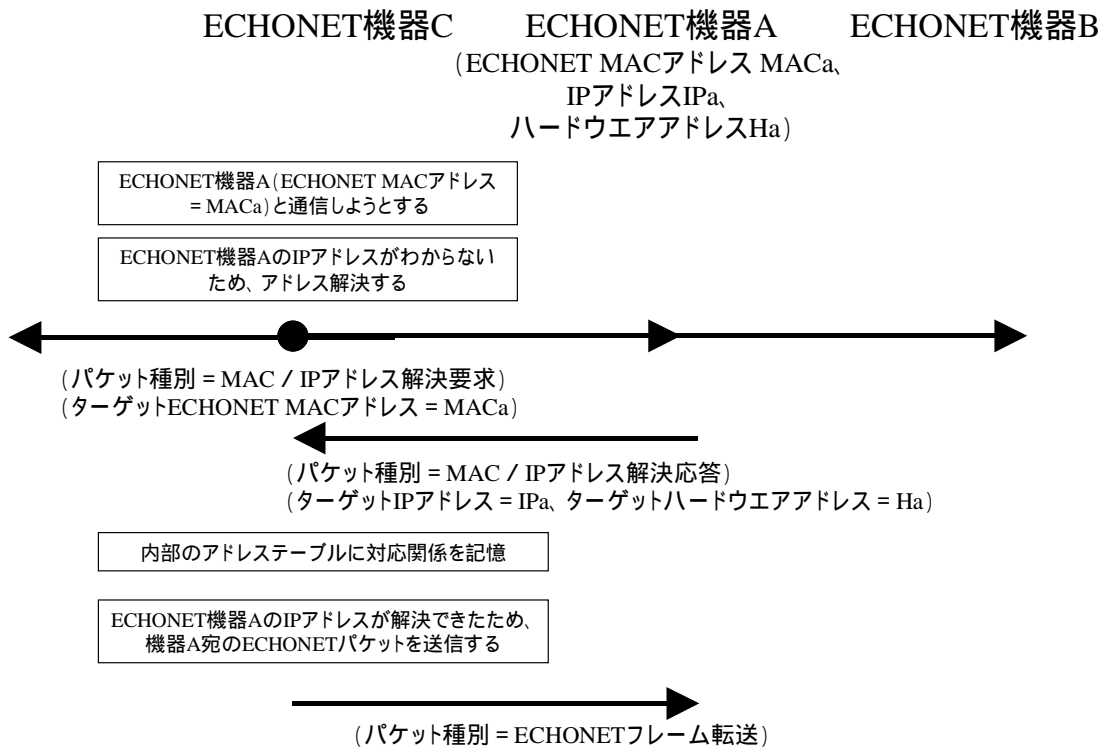 ECHONET機器C ECHONET機器A ECHONET機器B
(ECHONET MACアドレス MACa、
IPアドレスIPa、
ハードウエアアドレスHa)
ECHONET機器A(ECHONET MACアドレス
= MACa)と通信しようとする
ECHONET機器AのIPアドレスがわからない
ため、アドレス解決する
(パケット種別 = MAC / IPアドレス解決要求)
(ターゲットECHONET MACアドレス = MACa)
(パケット種別 = MAC / IPアドレス解決応答)
(ターゲットIPアドレス = IPa、ターゲットハードウエアアドレス = Ha)
内部のアドレステーブルに対応関係を記憶
ECHONET機器AのIPアドレスが解決できたため、
機器A宛のECHONETパケットを送信する
(パケット種別 = ECHONETフレーム転送)